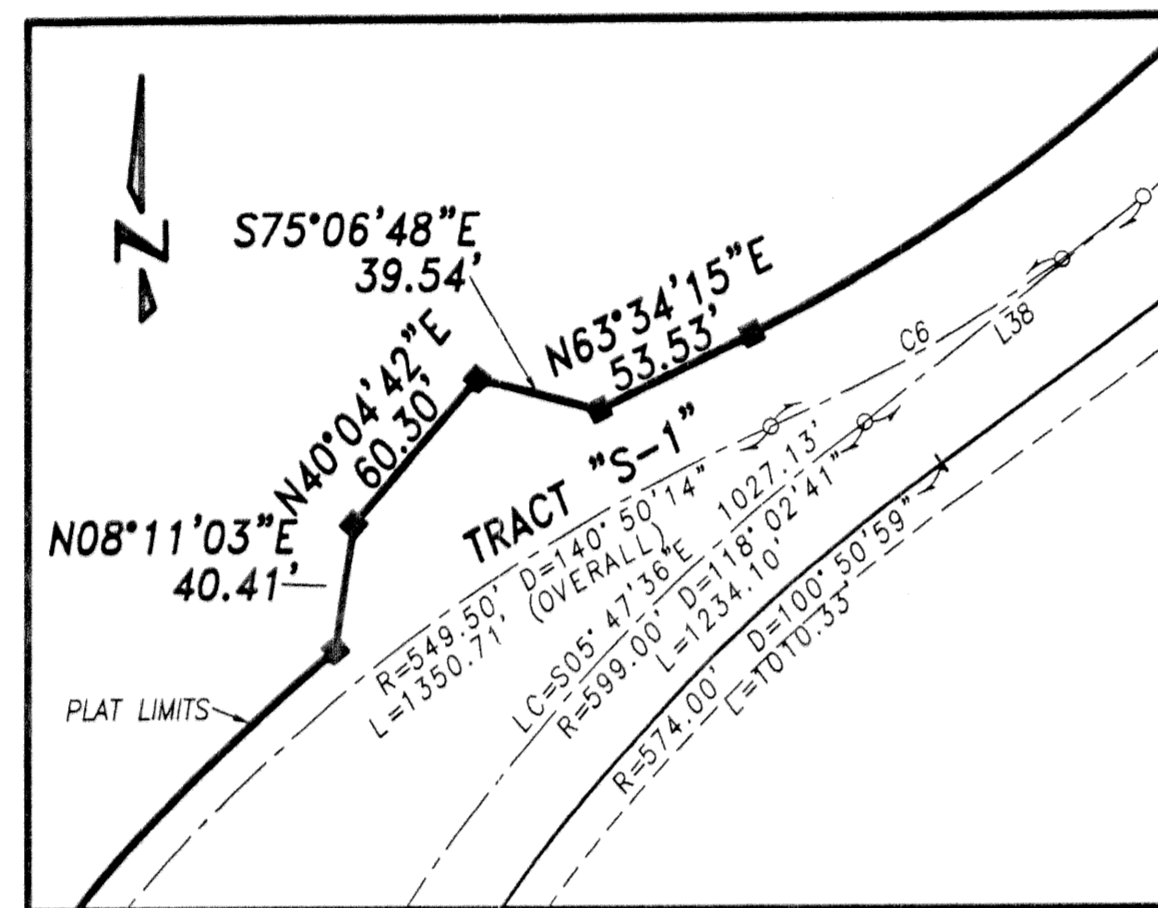 Z
S75°06'48"E
39.54'
N63°34'15"E
53.53'
N40°04'42"E
60.30'
N08°11'03"E
40.41'
PLAT LIMITS
TRACT "S-1"
C6
L38
R=549.50' D=140°50'14"
L=1350.71' (OVERALL)
LC=S05°47'36"E 1027.13'
R=599.00' D=118°02'41"
L=1234.10'
R=574.00' D=100°50'59"
L=1010.33'